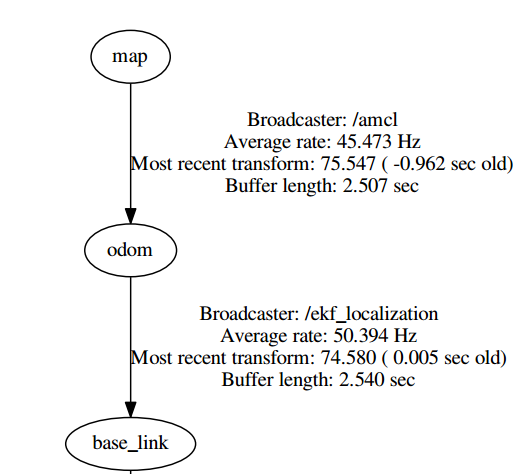 map
Broadcaster: /amcl
Average rate: 45.473 Hz
Most recent transform: 75.547 ( -0.962 sec old)
Buffer length: 2.507 sec
odom
Broadcaster: /ekf_localization
Average rate: 50.394 Hz
Most recent transform: 74.580 ( 0.005 sec old)
Buffer length: 2.540 sec
base_link